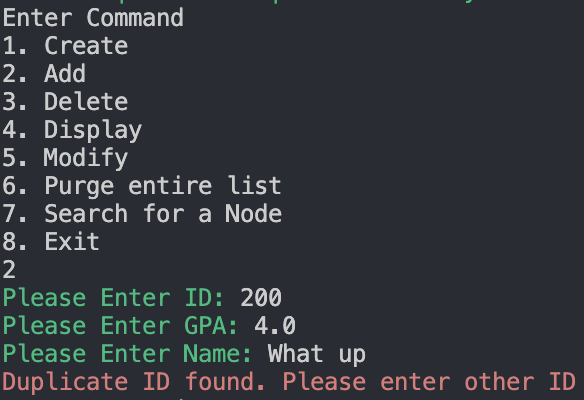 Enter Command
1. Create
2. Add
3. Delete
4. Display
5. Modify
6. Purge entire list
7. Search for a Node
8. Exit
2
Please Enter ID: 200
Please Enter GPA: 4.0
Please Enter Name: What up
Duplicate ID found. Please enter other ID